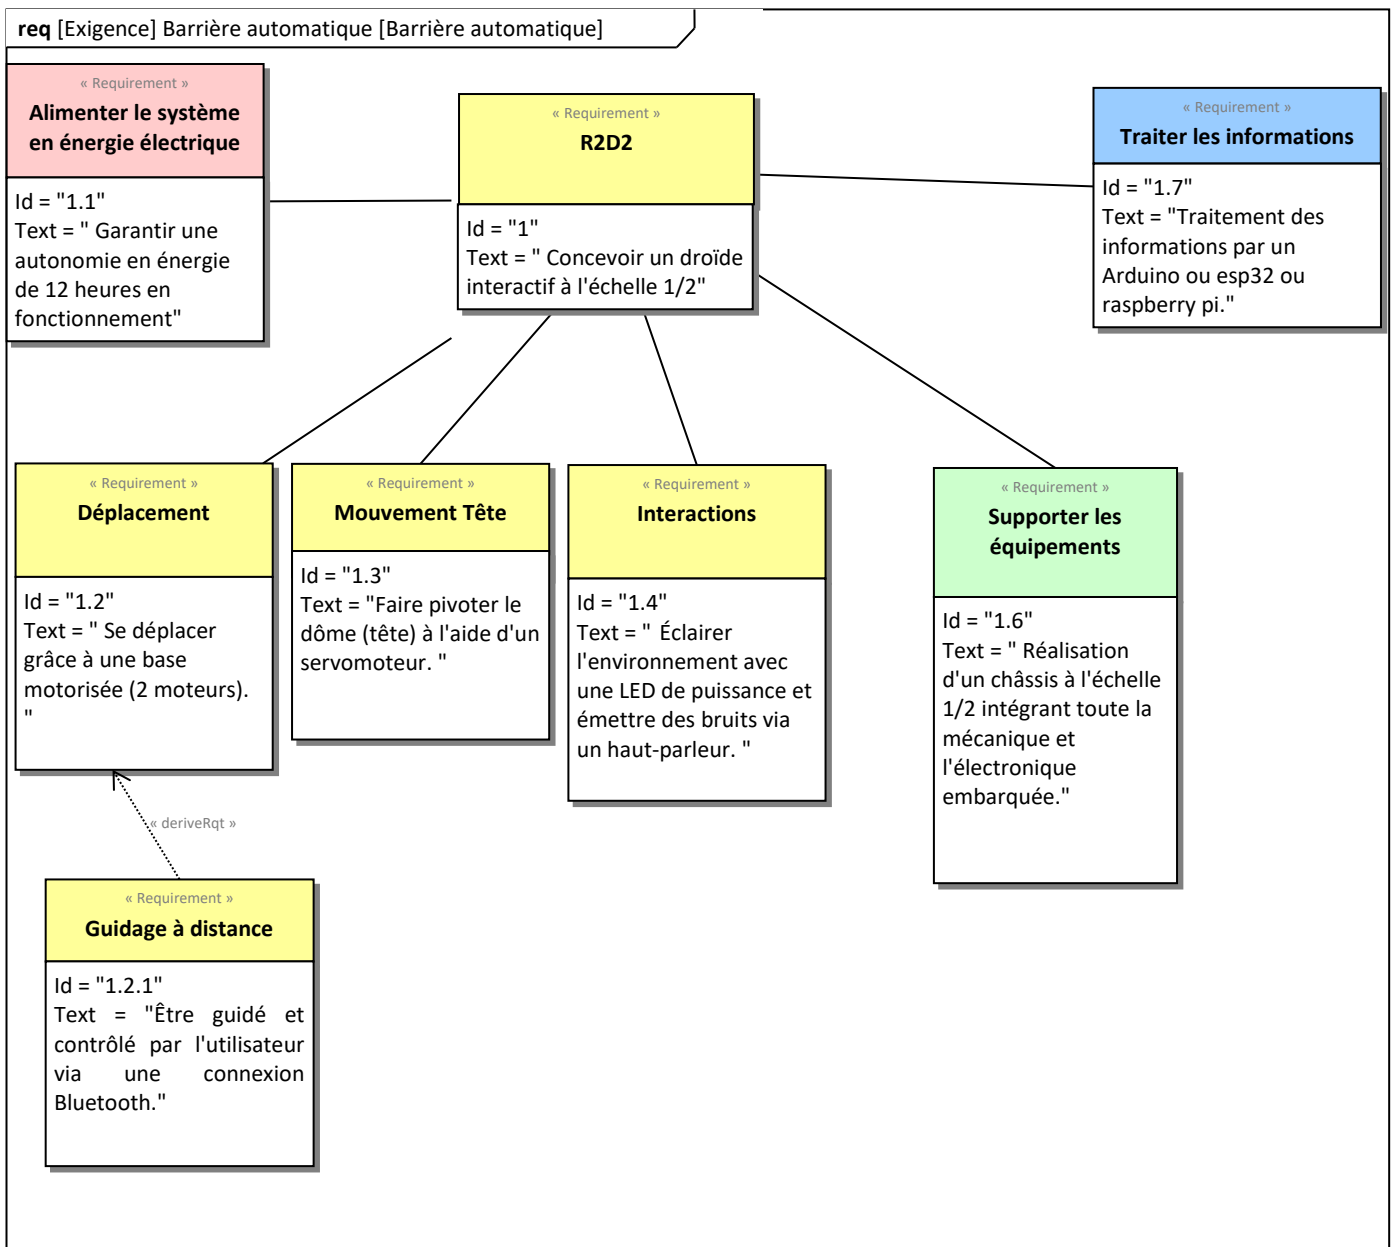 req [Exigence] Barrière automatique [Barrière automatique]
« Requirement »
Alimenter le système
en énergie électrique
Id = "1.1"
Text = " Garantir une
autonomie en énergie
de 12 heures en
fonctionnement"
« Requirement »
R2D2
Id = "1"
Text = " Concevoir un droïde
interactif à l'échelle 1/2"
« Requirement »
Traiter les informations
Id = "1.7"
Text = "Traitement des
informations par un
Arduino ou esp32 ou
raspberry pi."
« Requirement »
Déplacement
Id = "1.2"
Text = " Se déplacer
grâce à une base
motorisée (2 moteurs).
"
« Requirement »
Mouvement Tête
Id = "1.3"
Text = "Faire pivoter le
dôme (tête) à l'aide d'un
servomoteur. "
« Requirement »
Interactions
Id = "1.4"
Text = " Éclairer
l'environnement avec
une LED de puissance et
émettre des bruits via
un haut-parleur. "
« Requirement »
Supporter les
équipements
Id = "1.6"
Text = " Réalisation
d'un châssis à l'échelle
1/2 intégrant toute la
mécanique et
l'électronique
embarquée."
« deriveRqt »
« Requirement »
Guidage à distance
Id = "1.2.1"
Text = "Être guidé et
contrôlé par l'utilisateur
via une connexion
Bluetooth."